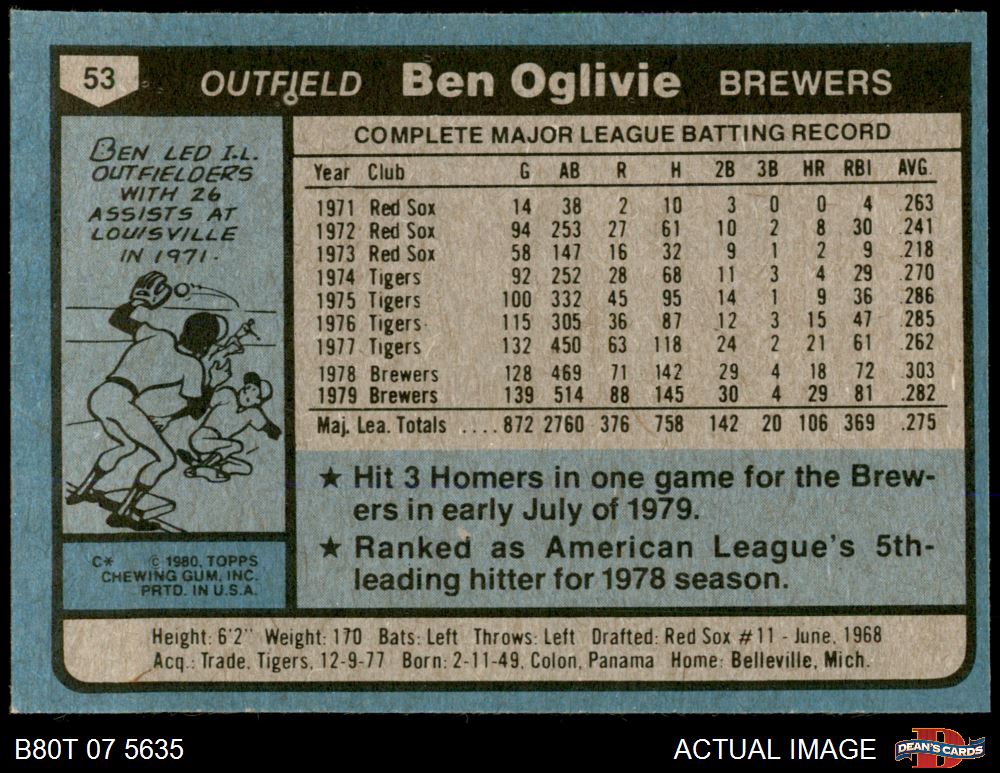 53 OUTFIELD Ben Oglivie BREWERS
BEN LED I.L.
OUTFIELDERS
WITH 26
ASSISTS AT
LOUISVILLE
IN 1971.
C* © 1980, TOPPS
CHEWING GUM, INC.
PRTD. IN U.S.A.
COMPLETE MAJOR LEAGUE BATTING RECORD
Year Club G AB R H 2B 3B HR RBI AVG.
1971 Red Sox 14 38 2 10 3 0 0 4 .263
1972 Red Sox 94 253 27 61 10 2 8 30 .241
1973 Red Sox 58 147 16 32 9 1 2 9 .218
1974 Tigers 92 252 28 68 11 3 4 29 .270
1975 Tigers 100 332 45 95 14 1 9 36 .286
1976 Tigers 115 305 36 87 12 3 15 47 .285
1977 Tigers 132 450 63 118 24 2 21 61 .262
1978 Brewers 128 469 71 142 29 4 18 72 .303
1979 Brewers 139 514 88 145 30 4 29 81 .282
Maj. Lea. Totals ....872 2760 376 758 142 20 106 369 .275
★ Hit 3 Homers in one game for the Brew-
ers in early July of 1979.
★ Ranked as American League's 5th-
leading hitter for 1978 season.
Height: 6'2" Weight: 170 Bats: Left Throws: Left Drafted: Red Sox #11 - June, 1968
Acq.: Trade, Tigers, 12-9-77 Born: 2-11-49, Colon, Panama Home: Belleville, Mich.
B80T 07 5635 ACTUAL IMAGE DEAN'S CARDS